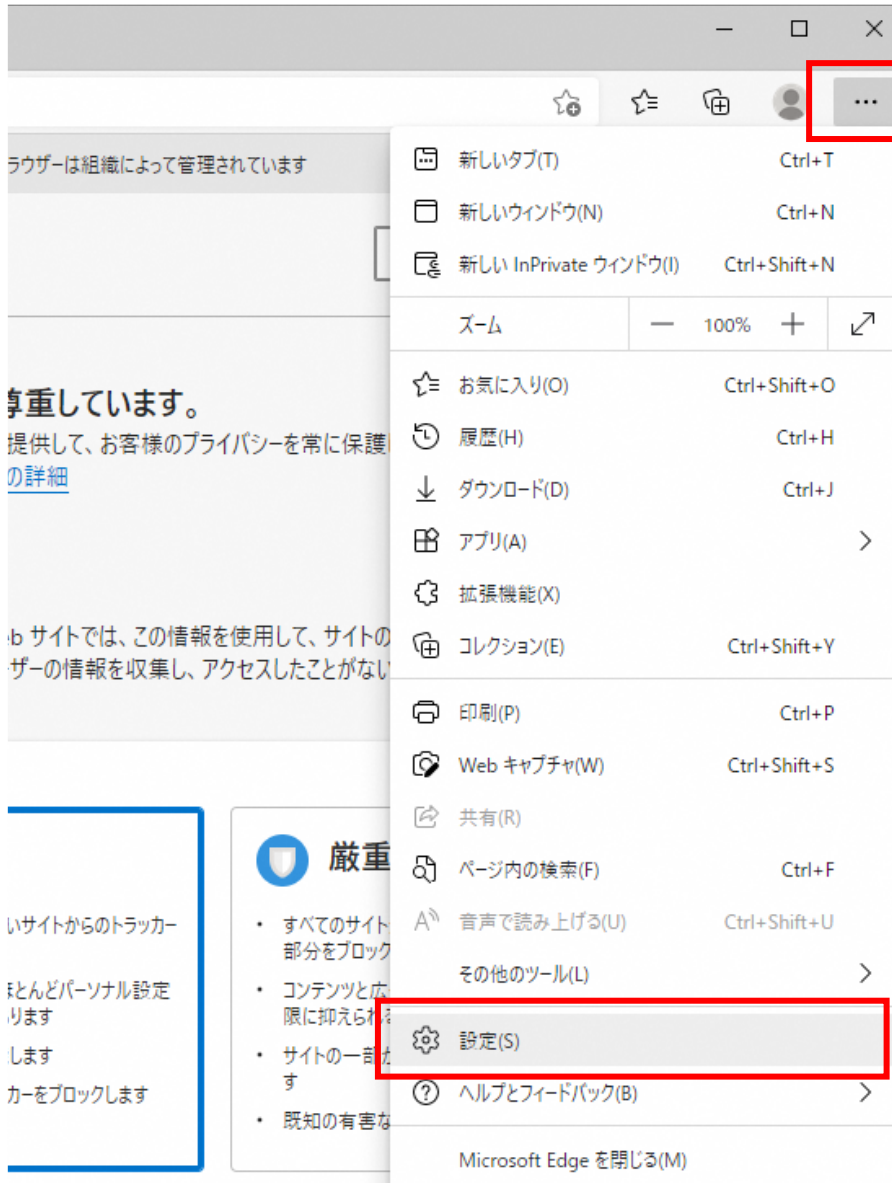 ラウザーは組織によって管理されています
尊重しています。
提供して、お客様のプライバシーを常に保護
の詳細
eb サイトでは、この情報を使用して、サイトの
ーザーの情報を収集し、アクセスしたことがない
いサイトからのトラッカー
ほとんどパーソナル設定
ります
します
カーをブロックします
厳重
• すべてのサイト
部分をブロック
• コンテンツと広
限に抑えられ
• サイトの一部が
す
• 既知の有害な
新しいタブ(T) Ctrl+T
新しいウィンドウ(N) Ctrl+N
新しい InPrivate ウィンドウ(I) Ctrl+Shift+N
ズーム — 100% +
お気に入り(O) Ctrl+Shift+O
履歴(H) Ctrl+H
ダウンロード(D) Ctrl+J
アプリ(A)
拡張機能(X)
コレクション(E) Ctrl+Shift+Y
印刷(P) Ctrl+P
Web キャプチャ(W) Ctrl+Shift+S
共有(R)
ページ内の検索(F) Ctrl+F
音声で読み上げる(U) Ctrl+Shift+U
その他のツール(L)
設定(S)
ヘルプとフィードバック(B)
Microsoft Edge を閉じる(M)